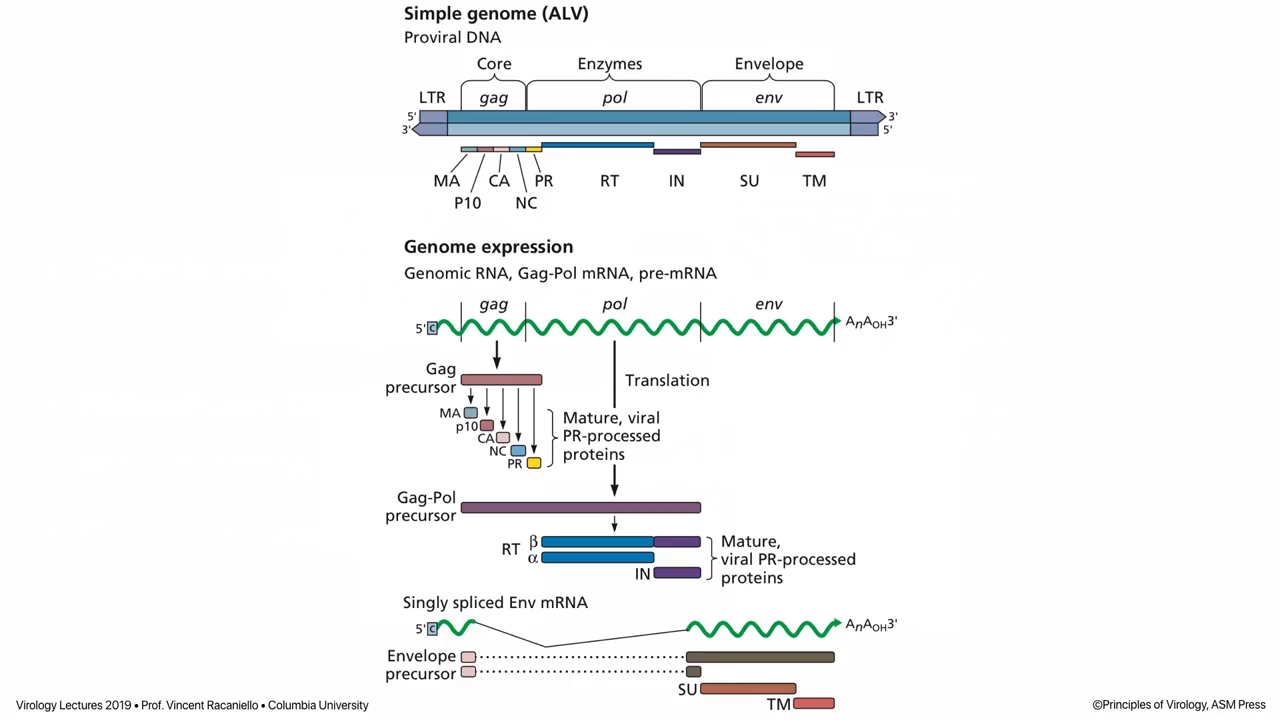 Simple genome (ALV)
Proviral DNA
Core Enzymes Envelope
LTR gag pol env LTR
5' 3'
3' 5'
MA CA PR RT IN SU TM
P10 NC
Genome expression
Genomic RNA, Gag-Pol mRNA, pre-mRNA
gag pol env
5' C AnAOH3'
Gag
precursor
Translation
MA
p10
CA
NC
PR
Mature, viral
PR-processed
proteins
Gag-Pol
precursor
RT β
α
IN
Mature,
viral PR-processed
proteins
Singly spliced Env mRNA
5' C AnAOH3'
Envelope
precursor
SU
TM
Virology Lectures 2019 • Prof. Vincent Racaniello • Columbia University
©Principles of Virology, ASM Press